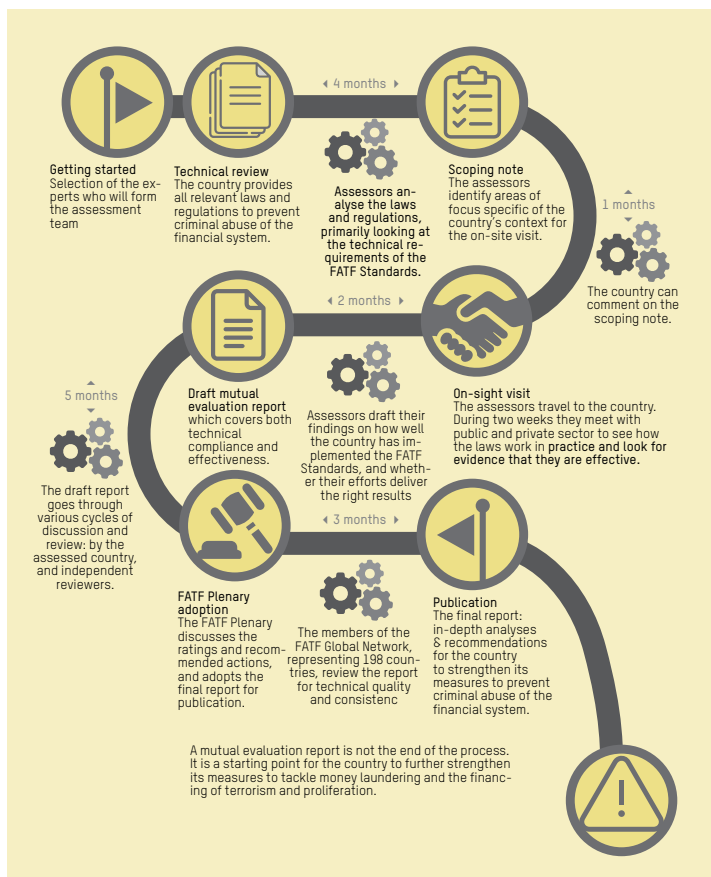 Getting started
Selection of the ex-
perts who will form
the assessment
team
Technical review
The country provides
all relevant laws and
regulations to prevent
criminal abuse of the
financial system.
4 months
Assessors an-
alyse the laws
and regulations,
primarily looking at
the technical re-
quirements of the
FATF Standards.
Scoping note
The assessors
identify areas of
focus specific of the
country's context for
the on-site visit.
1 months
The country can
comment on the
scoping note.
On-sight visit
The assessors travel to the country.
During two weeks they meet with
public and private sector to see how
the laws work in practice and look for
evidence that they are effective.
2 months
Assessors draft their
findings on how well
the country has im-
plemented the FATF
Standards, and wheth-
er their efforts deliver
the right results
Draft mutual
evaluation report
which covers both
technical
compliance and
effectiveness.
5 months
The draft report
goes through
various cycles of
discussion and
review: by the
assessed country,
and independent
reviewers.
FATF Plenary
adoption
The FATF Plenary
discusses the
ratings and recom-
mended actions,
and adopts the
final report for
publication.
3 months
The members of the
FATF Global Network,
representing 198 coun-
tries, review the report
for technical quality
and consistenc
Publication
The final report:
in-depth analyses
& recommendations
for the country
to strengthen its
measures to prevent
criminal abuse of the
financial system.
A mutual evaluation report is not the end of the process.
It is a starting point for the country to further strengthen
its measures to tackle money laundering and the financ-
ing of terrorism and proliferation.